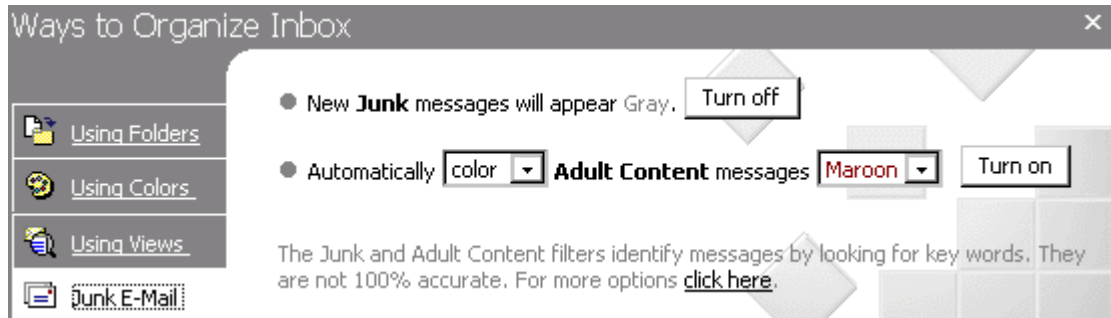 Ways to Organize Inbox
New Junk messages will appear Gray. Turn off
Using Folders
Automatically color Adult Content messages Maroon Turn on
Using Colors
Using Views
The Junk and Adult Content filters identify messages by looking for key words. They
are not 100% accurate. For more options click here.
Junk E-Mail